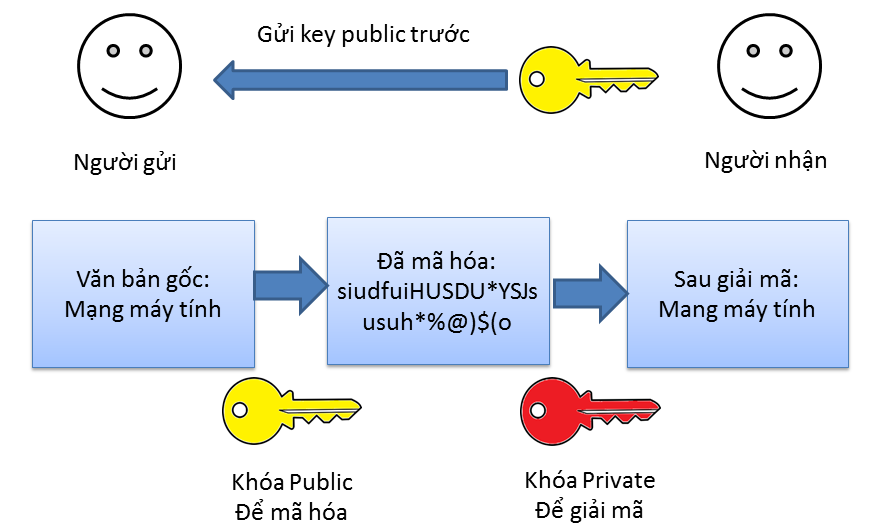 Gửi key public trước
Người gửi
Người nhận
Văn bản gốc:
Mạng máy tính
Đã mã hóa:
siudfuiHUSDU*YSJs
usuh*%@)$(o
Sau giải mã:
Mang máy tính
Khóa Public
Để mã hóa
Khóa Private
Để giải mã